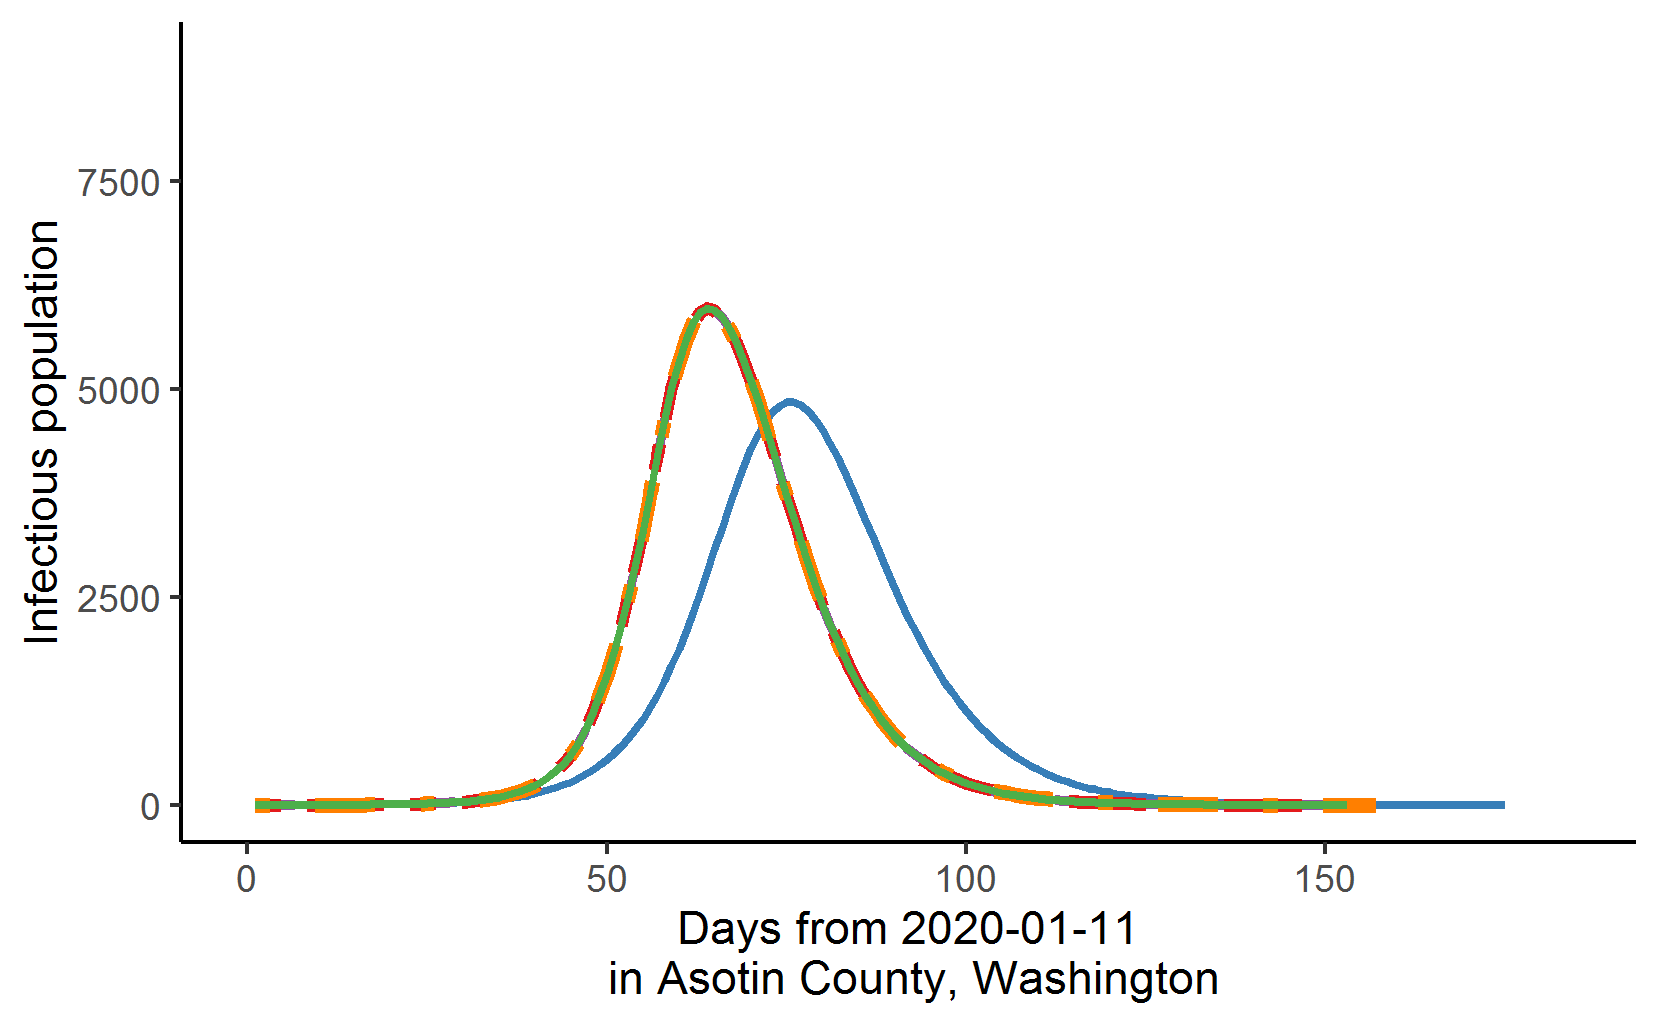 Infectious population
7500
5000
2500
0
0 50 100 150
Days from 2020-01-11
in Asotin County, Washington